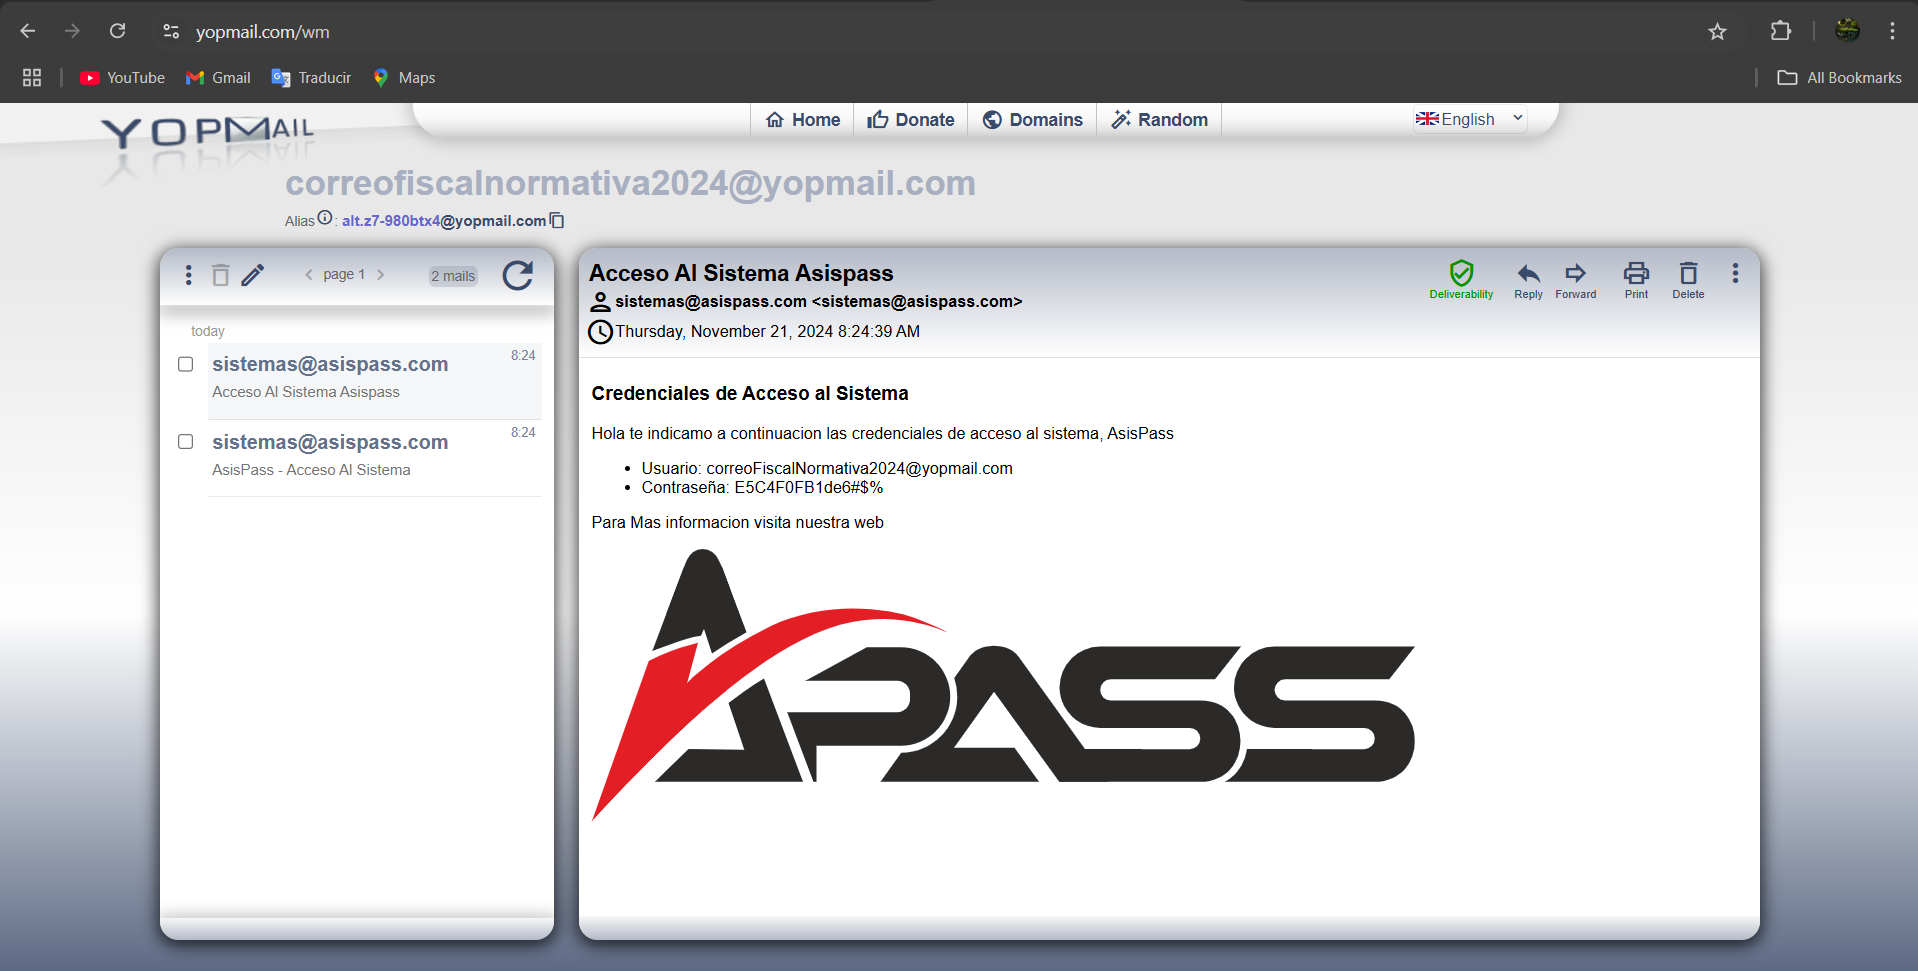 yopmail.com/wm
YouTube Gmail Traducir Maps All Bookmarks
YOPMAIL
Home Donate Domains Random English
correofiscalnormativa2024@yopmail.com
Alias : alt.z7-980btx4@yopmail.com
page 1 2 mails
today
sistemas@asispass.com 8:24
Acceso Al Sistema Asispass
sistemas@asispass.com 8:24
AsisPass - Acceso Al Sistema
Acceso Al Sistema Asispass
sistemas@asispass.com <sistemas@asispass.com>
Thursday, November 21, 2024 8:24:39 AM
Deliverability Reply Forward Print Delete
Credenciales de Acceso al Sistema
Hola te indicamo a continuacion las credenciales de acceso al sistema, AsisPass
• Usuario: correoFiscalNormativa2024@yopmail.com
• Contraseña: E5C4F0FB1de6#$%
Para Mas informacion visita nuestra web
APASS